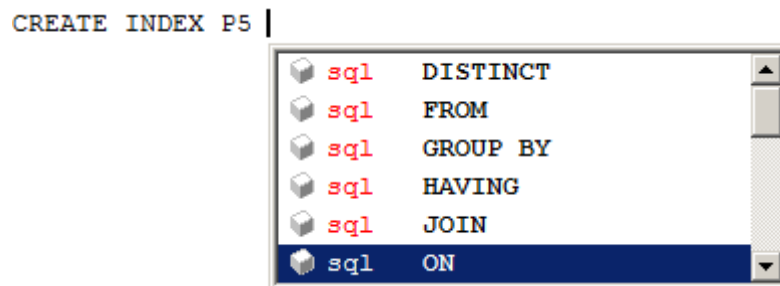 CREATE INDEX P5
sql DISTINCT
sql FROM
sql GROUP BY
sql HAVING
sql JOIN
sql ON